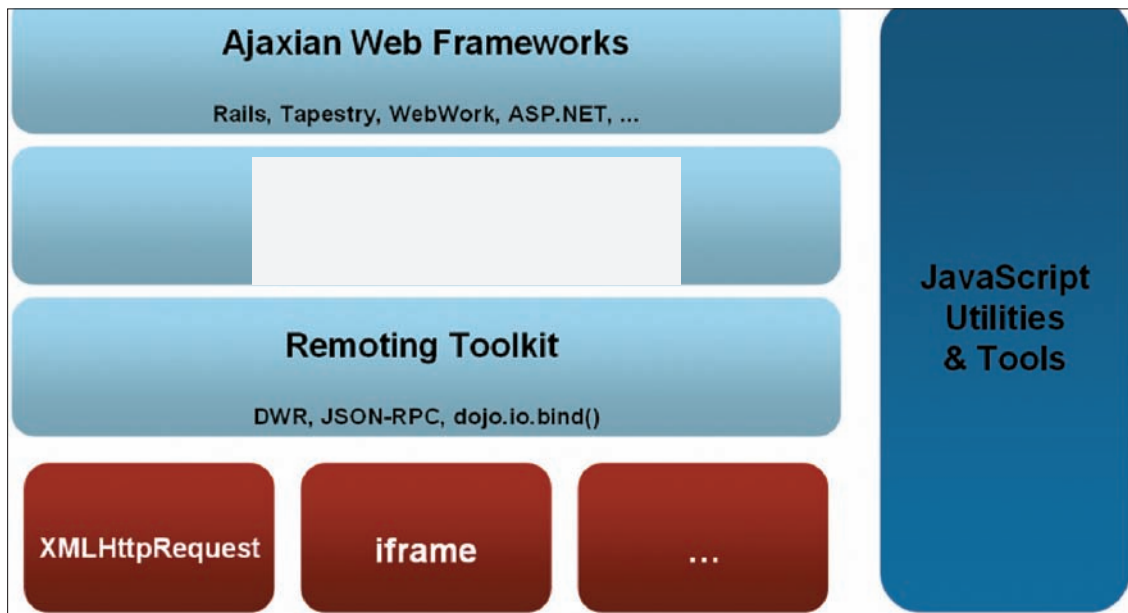 Ajaxian Web Frameworks
Rails, Tapestry, WebWork, ASP.NET, ...
Remoting Toolkit
DWR, JSON-RPC, dojo.io.bind()
XMLHttpRequest
iframe
...
JavaScript
Utilities
& Tools